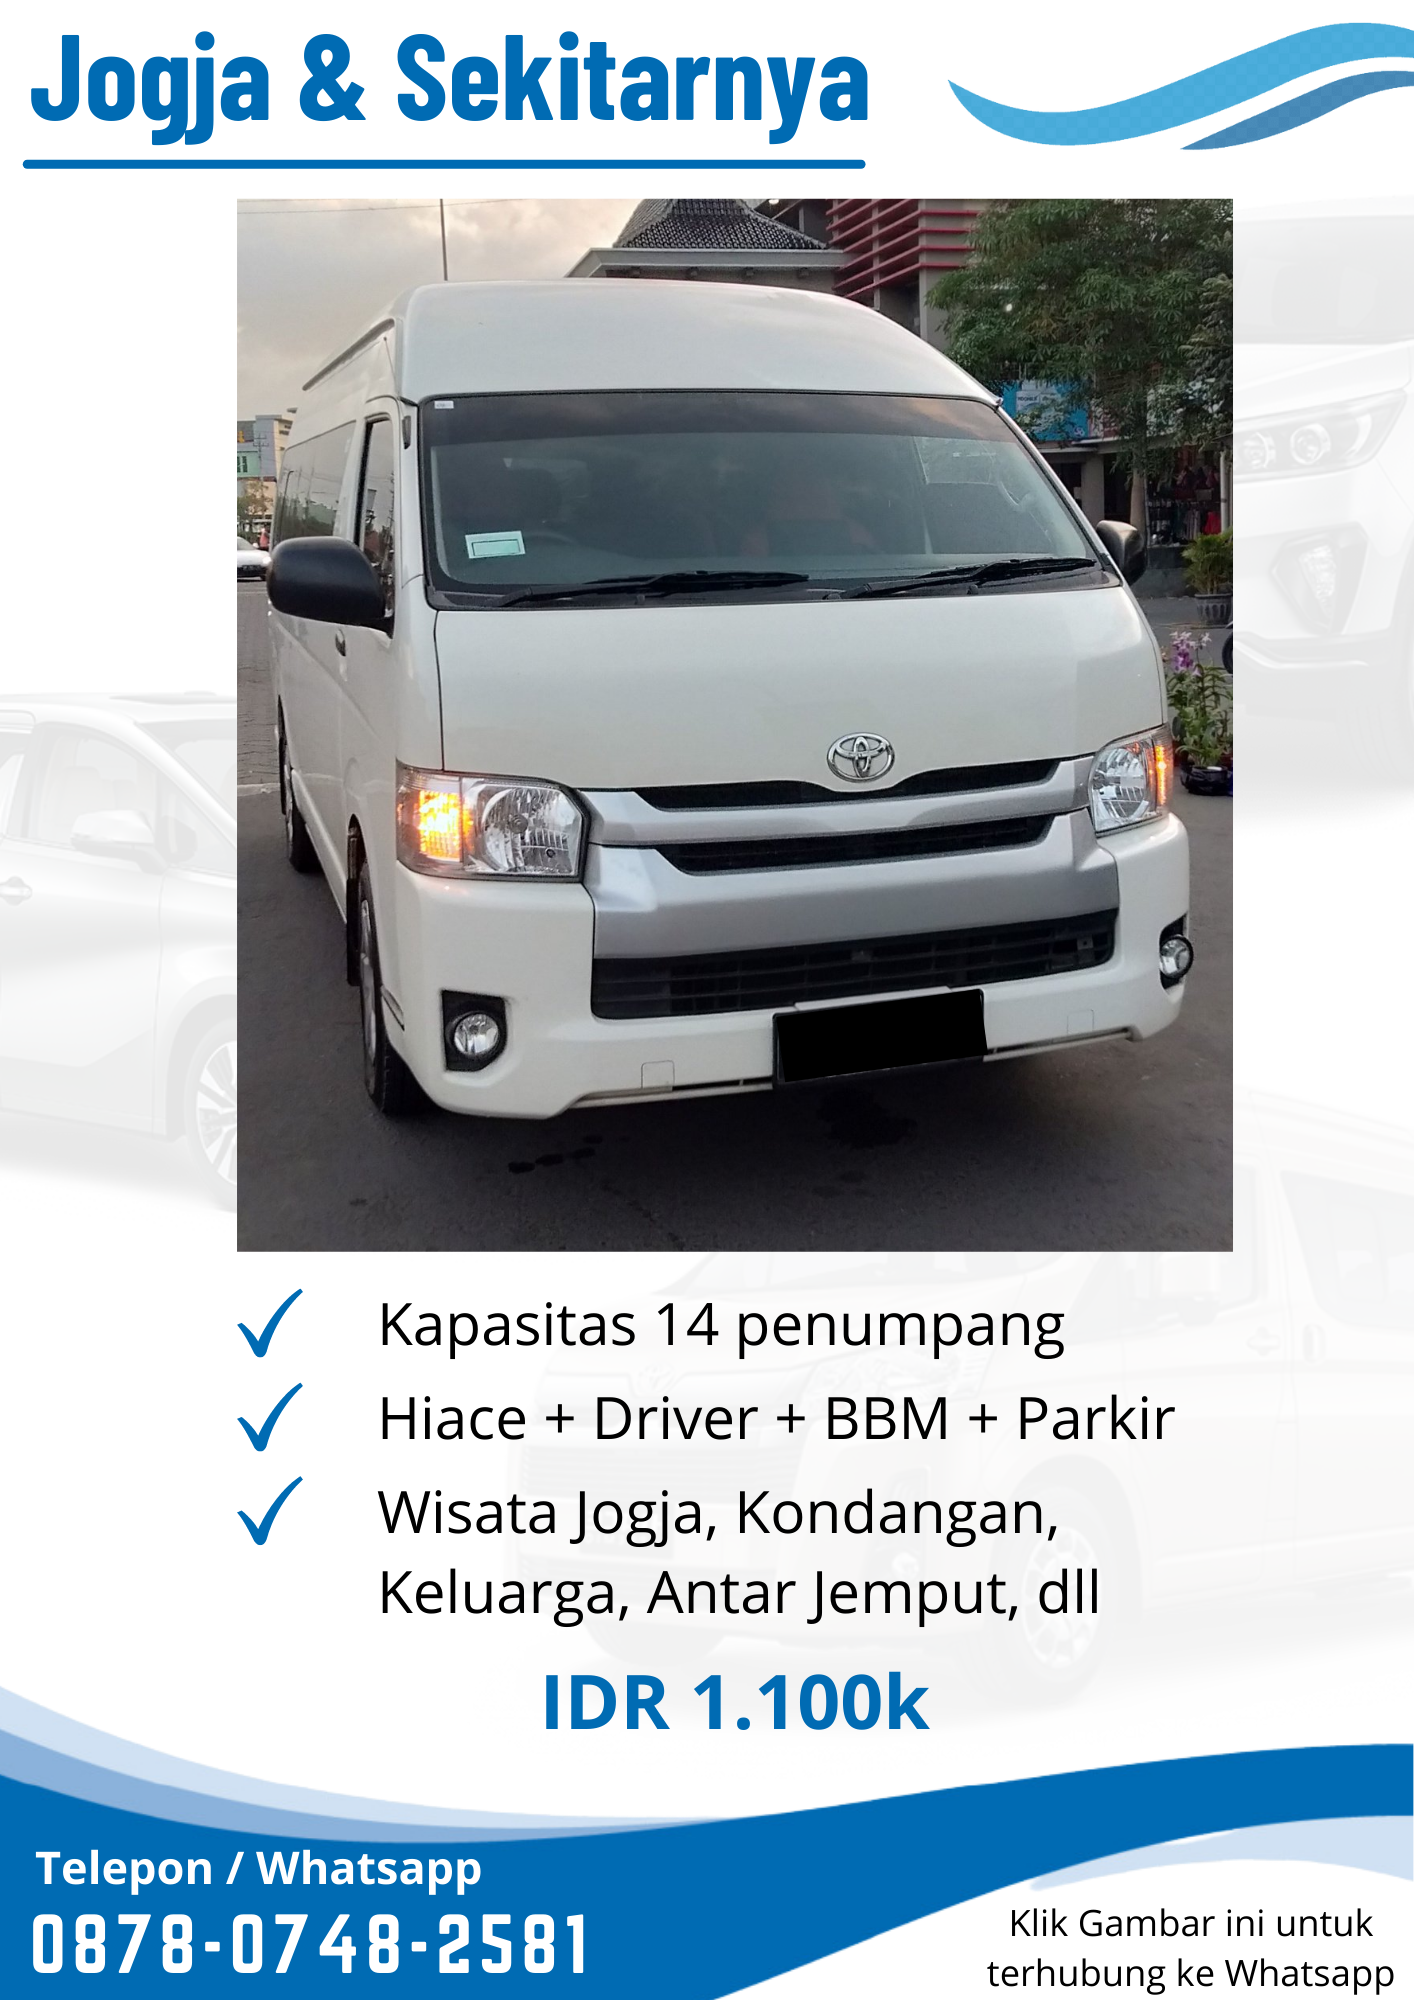 Jogja & Sekitarnya
Kapasitas 14 penumpang
Hiace + Driver + BBM + Parkir
Wisata Jogja, Kondangan,
Keluarga, Antar Jemput, dll
IDR 1.100k
Telepon / Whatsapp
0878-0748-2581
Klik Gambar ini untuk
terhubung ke Whatsapp